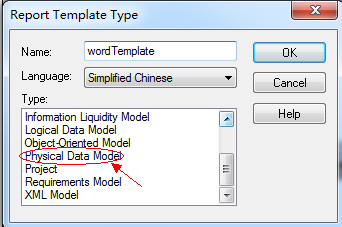 Report Template Type
Name: wordTemplate OK
Language: Simplified Chinese Cancel
Type: Help
Information Liquidity Model
Logical Data Model
Object-Oriented Model
Physical Data Model
Project
Requirements Model
XML Model